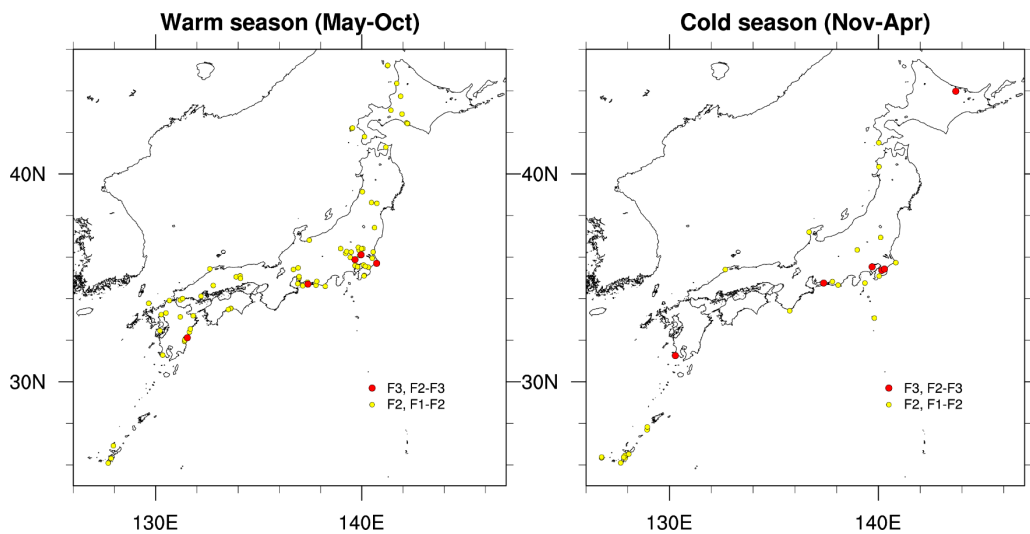 Warm season (May-Oct)
Cold season (Nov-Apr)
40N
40N
30N
30N
F3, F2-F3
F2, F1-F2
F3, F2-F3
F2, F1-F2
130E
140E
130E
140E